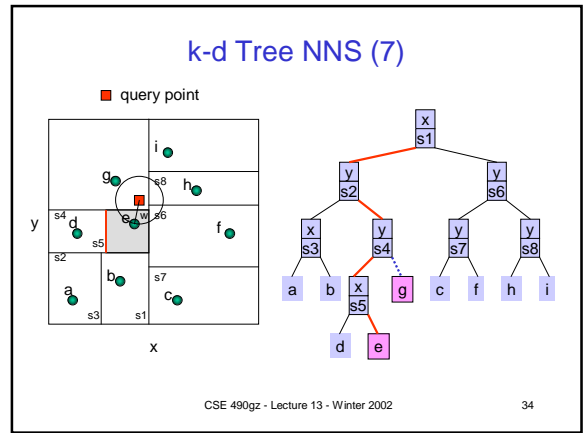 k-d Tree NNS (7)
query point
i
g
s8
h
s4
d
e
w
s6
f
y
s5
s2
a
b
s7
c
s3
s1
x
x
s1
y
s2
y
s6
x
s3
y
s4
y
s7
y
s8
a
b
x
s5
g
c
f
h
i
d
e
CSE 490gz - Lecture 13 - Winter 2002
34